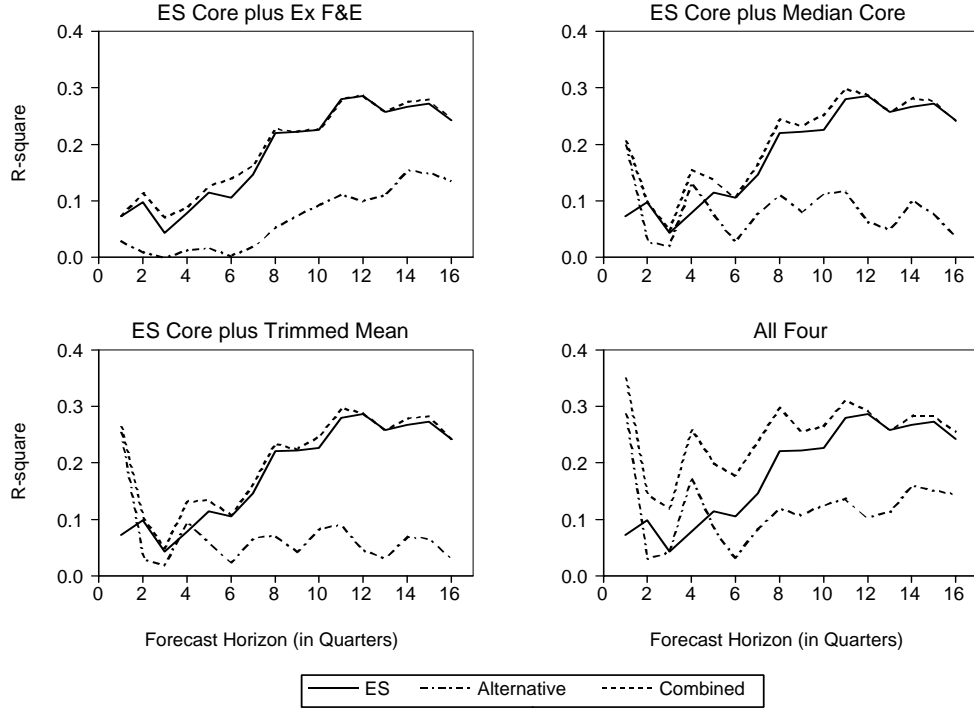 ES Core plus Ex F&E
ES Core plus Median Core
R-square
0.4
0.3
0.2
0.1
0.0
0 2 4 6 8 10 12 14 16
0.4
0.3
0.2
0.1
0.0
0 2 4 6 8 10 12 14 16
ES Core plus Trimmed Mean
All Four
R-square
0.4
0.3
0.2
0.1
0.0
0 2 4 6 8 10 12 14 16
0.4
0.3
0.2
0.1
0.0
0 2 4 6 8 10 12 14 16
Forecast Horizon (in Quarters)
Forecast Horizon (in Quarters)
ES Alternative Combined